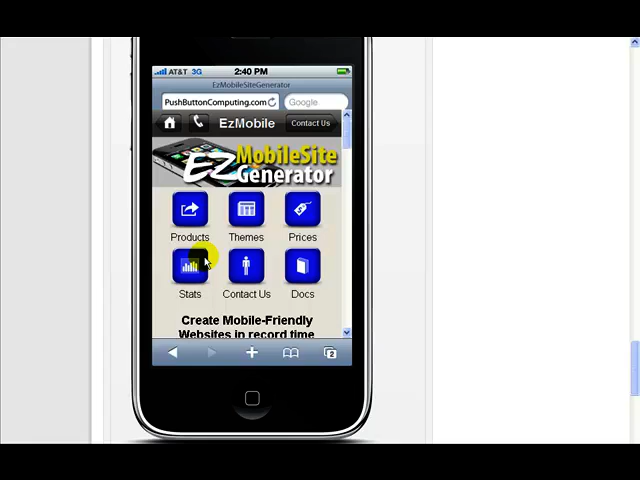 AT&T 3G 2:40 PM
EzMobileSiteGenerator
PushButtonComputing.com Google
EzMobile Contact Us
EZ MobileSite
Generator
Products Themes Prices
Stats Contact Us Docs
Create Mobile-Friendly
Websites in record time
2